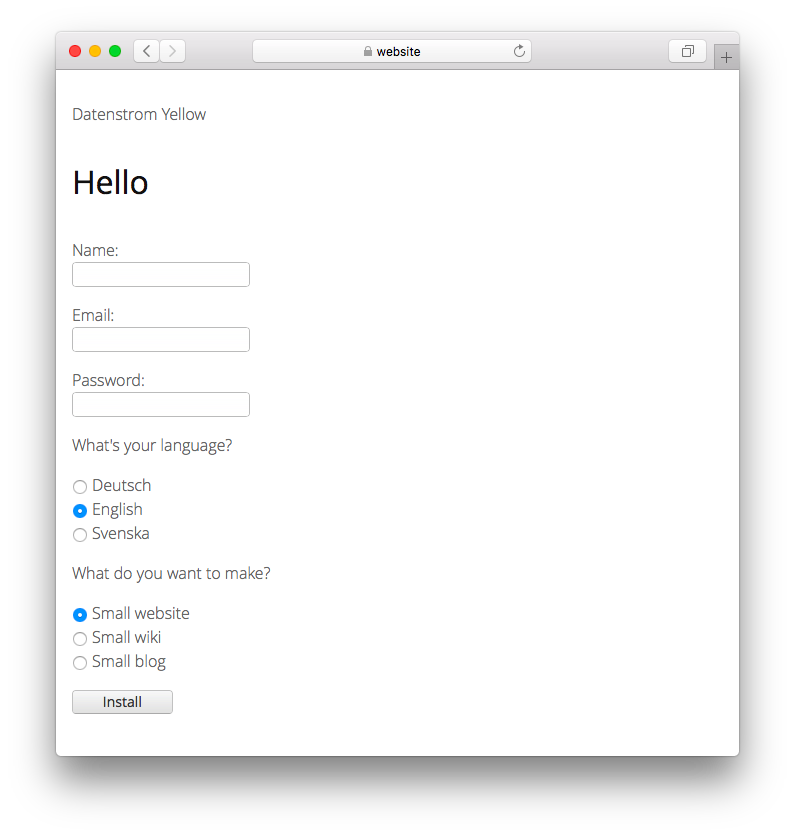 website
Datenstrom Yellow
Hello
Name:
Email:
Password:
What's your language?
Deutsch
English
Svenska
What do you want to make?
Small website
Small wiki
Small blog
Install